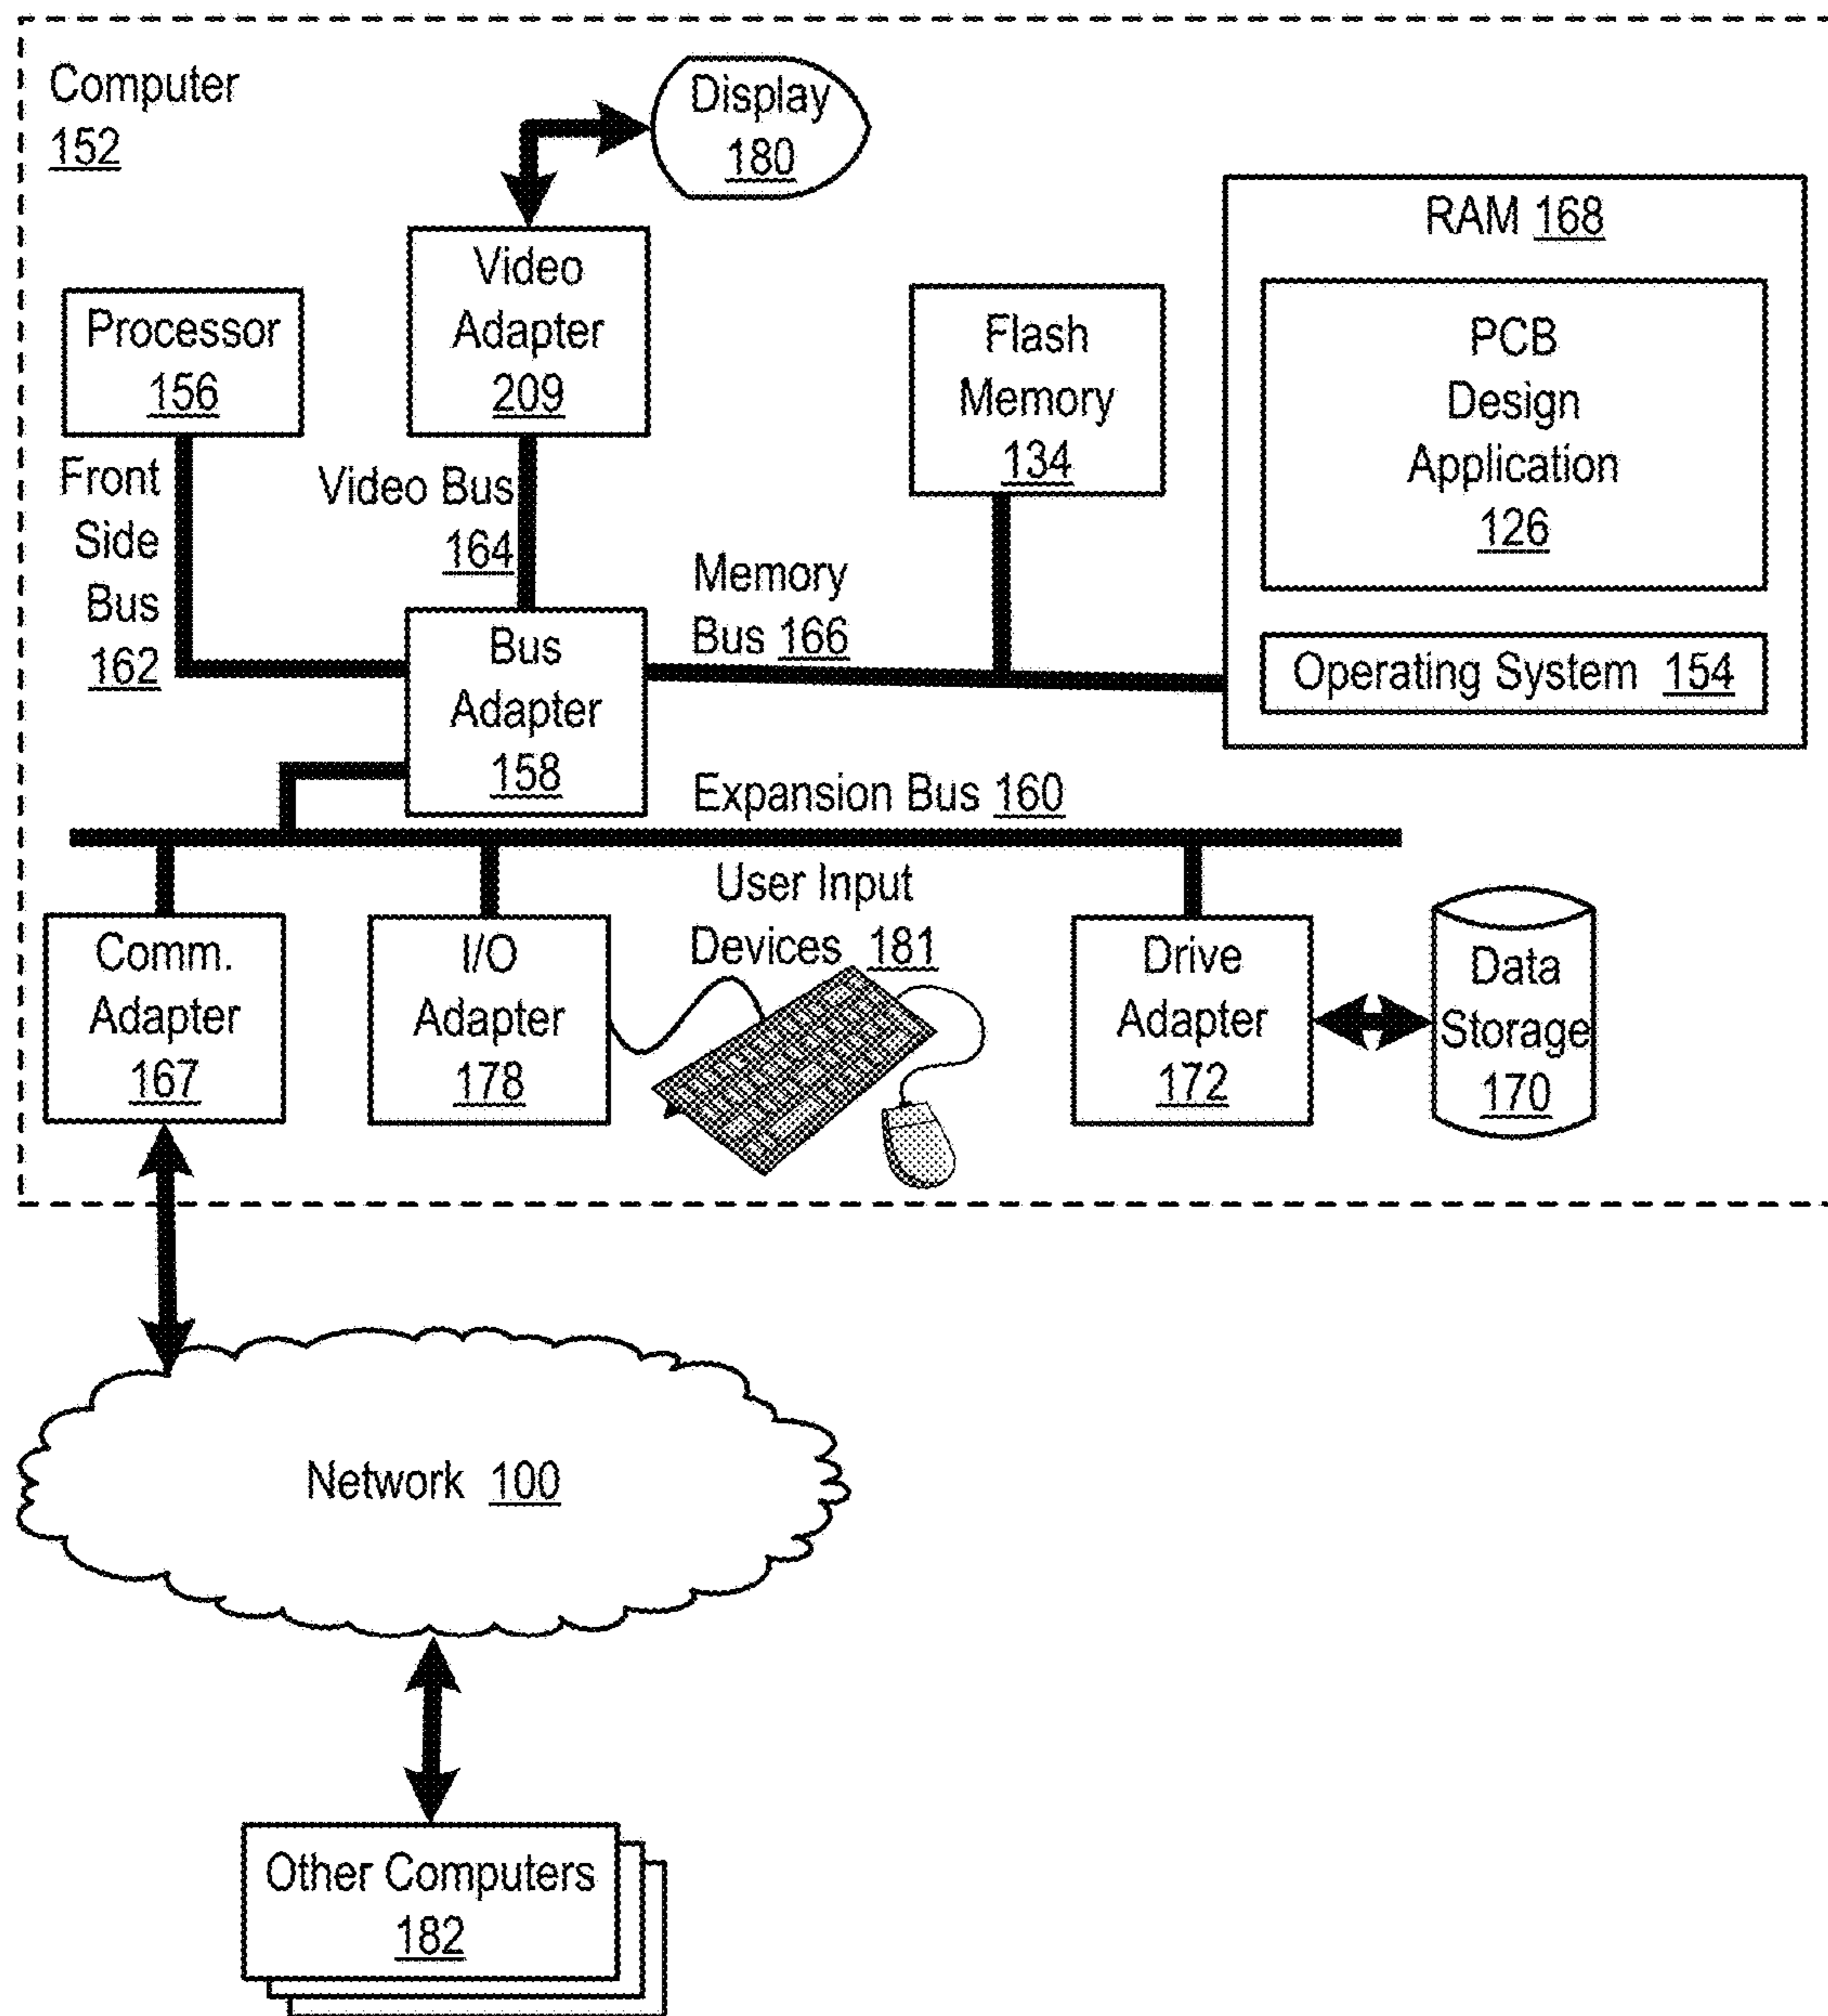 Computer
152
Display
180
Video
Adapter
209
Processor
156
Flash
Memory
134
RAM 168
PCB
Design
Application
126
Operating System 154
Front
Side
Bus
162
Video Bus
164
Memory
Bus 166
Bus
Adapter
158
Expansion Bus 160
Comm.
Adapter
167
I/O
Adapter
178
User Input
Devices 181
Drive
Adapter
172
Data
Storage
170
Network 100
Other Computers
182